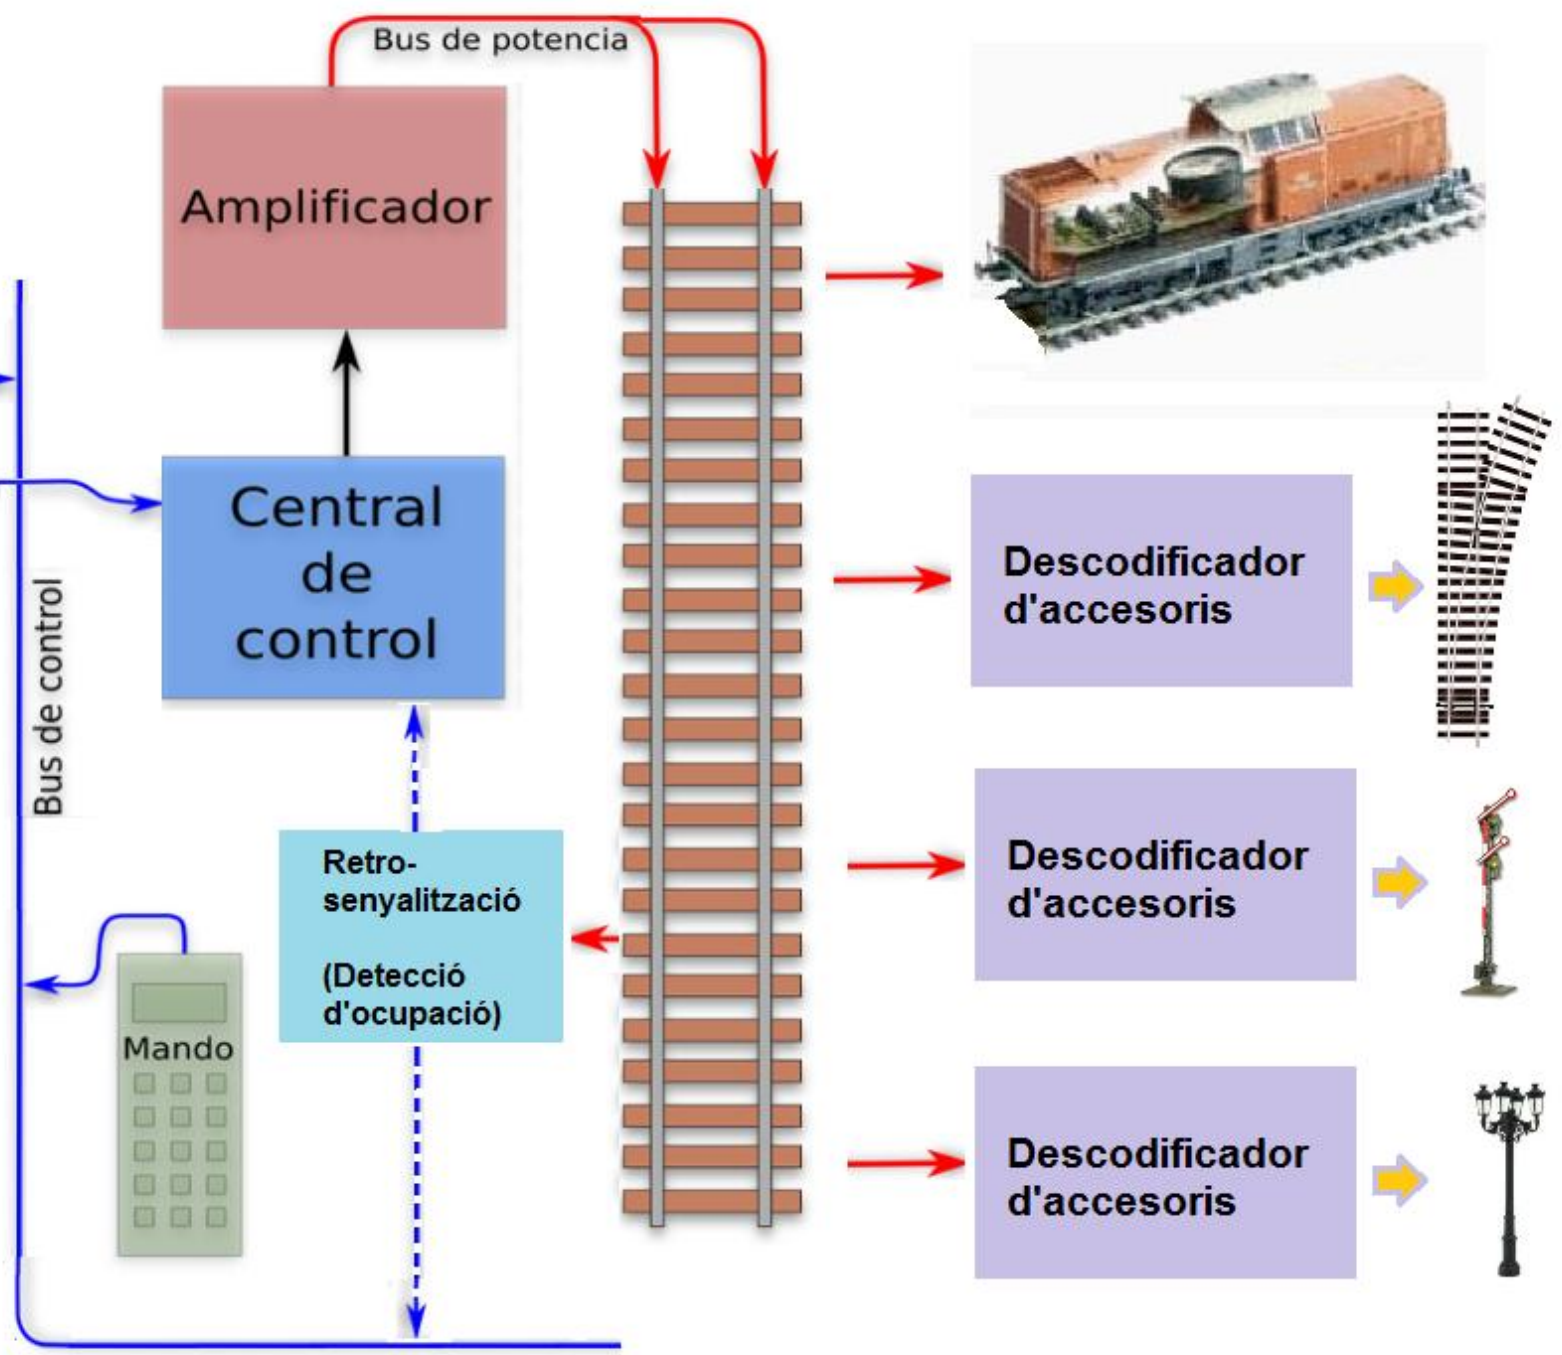 Bus de potencia
Amplificador
Central
de
control
Bus de control
Retro-
senyalització
(Detecció
d'ocupació)
Mando
Descodificador
d'accesoris
Descodificador
d'accesoris
Descodificador
d'accesoris